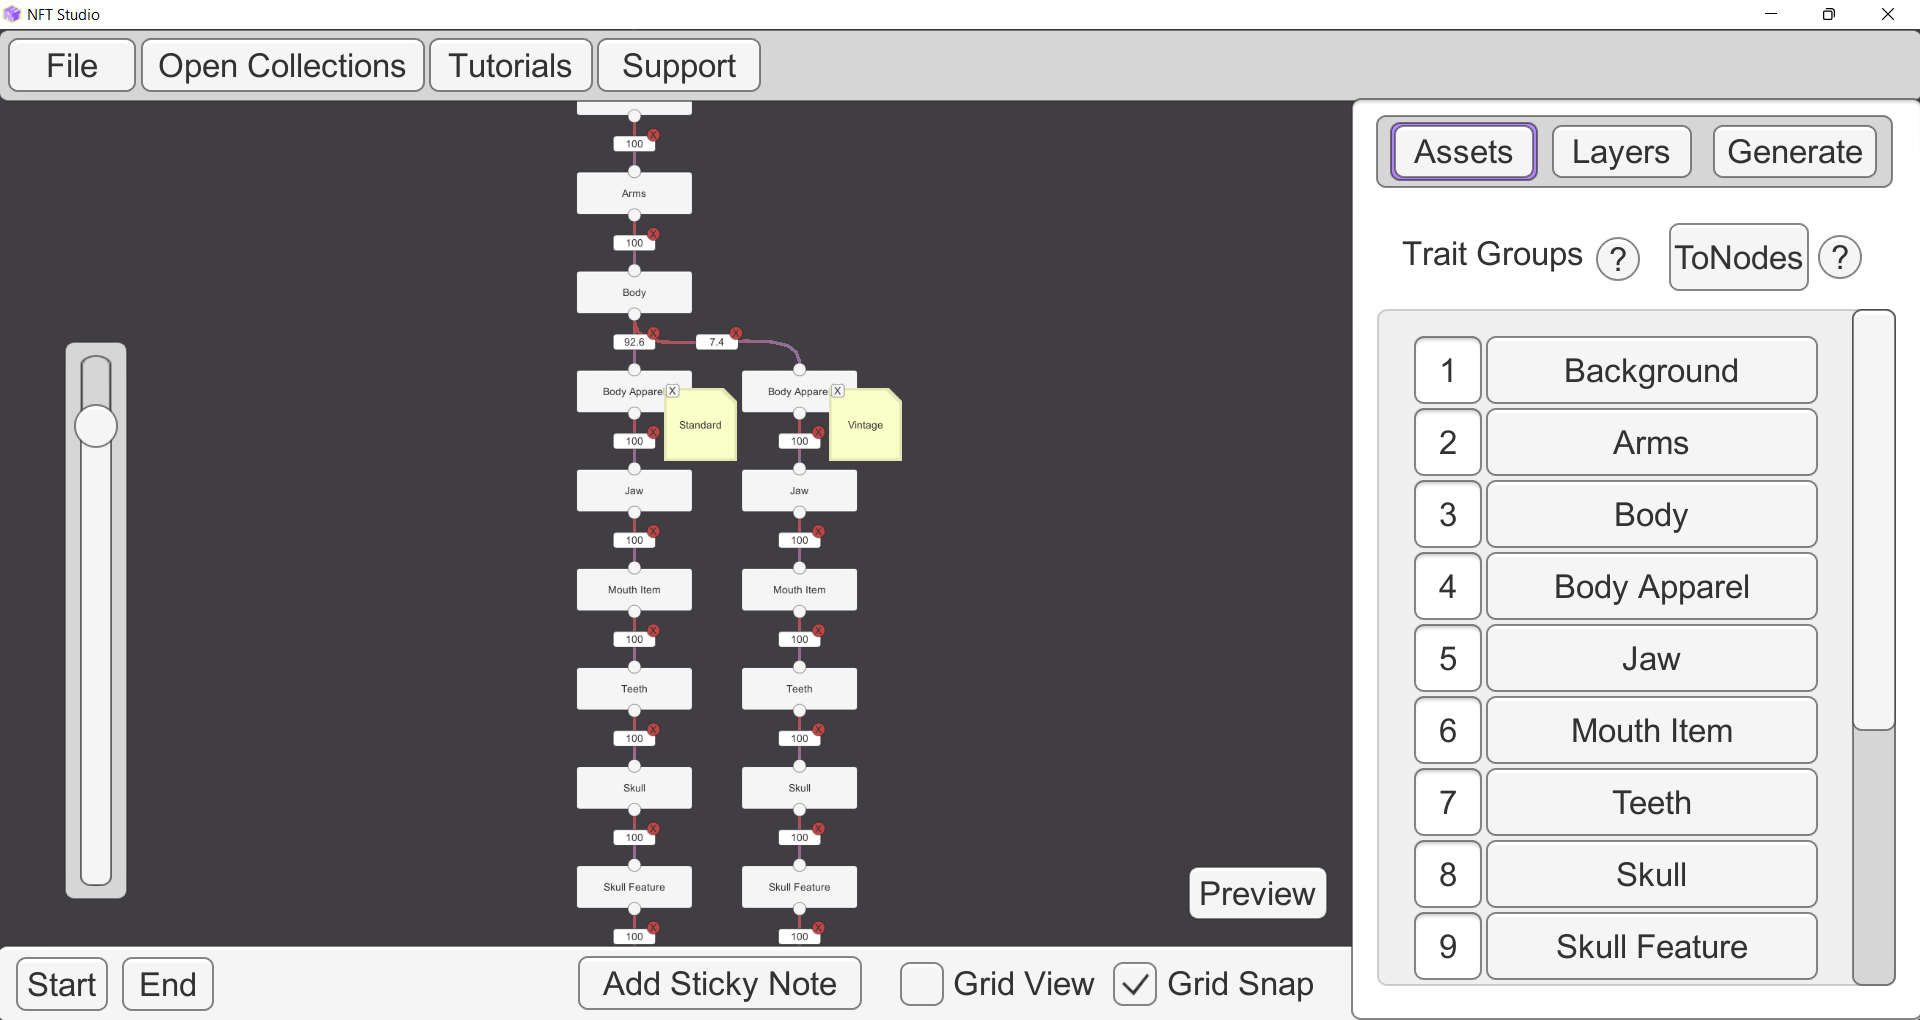 NFT Studio
File
Open Collections
Tutorials
Support
100 X
Arms
100 X
Body
92.6 X
7.4 X
Body Appare X
Standard
Body Appare X
Vintage
100 X
100 X
Jaw
Jaw
100 X
100 X
Mouth Item
Mouth Item
100 X
100 X
Teeth
Teeth
100 X
100 X
Skull
Skull
100 X
100 X
Skull Feature
Skull Feature
100 X
100 X
Preview
Start
End
Add Sticky Note
Grid View
Grid Snap
Assets
Layers
Generate
Trait Groups ?
ToNodes ?
1 Background
2 Arms
3 Body
4 Body Apparel
5 Jaw
6 Mouth Item
7 Teeth
8 Skull
9 Skull Feature